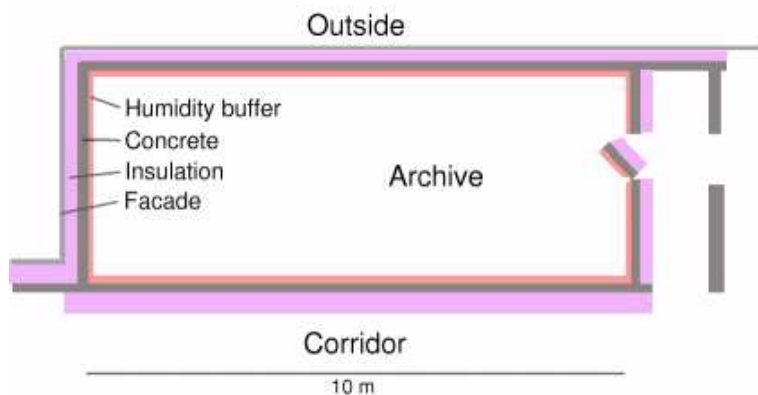 Outside
Humidity buffer
Concrete
Insulation
Facade
Archive
Corridor
10 m